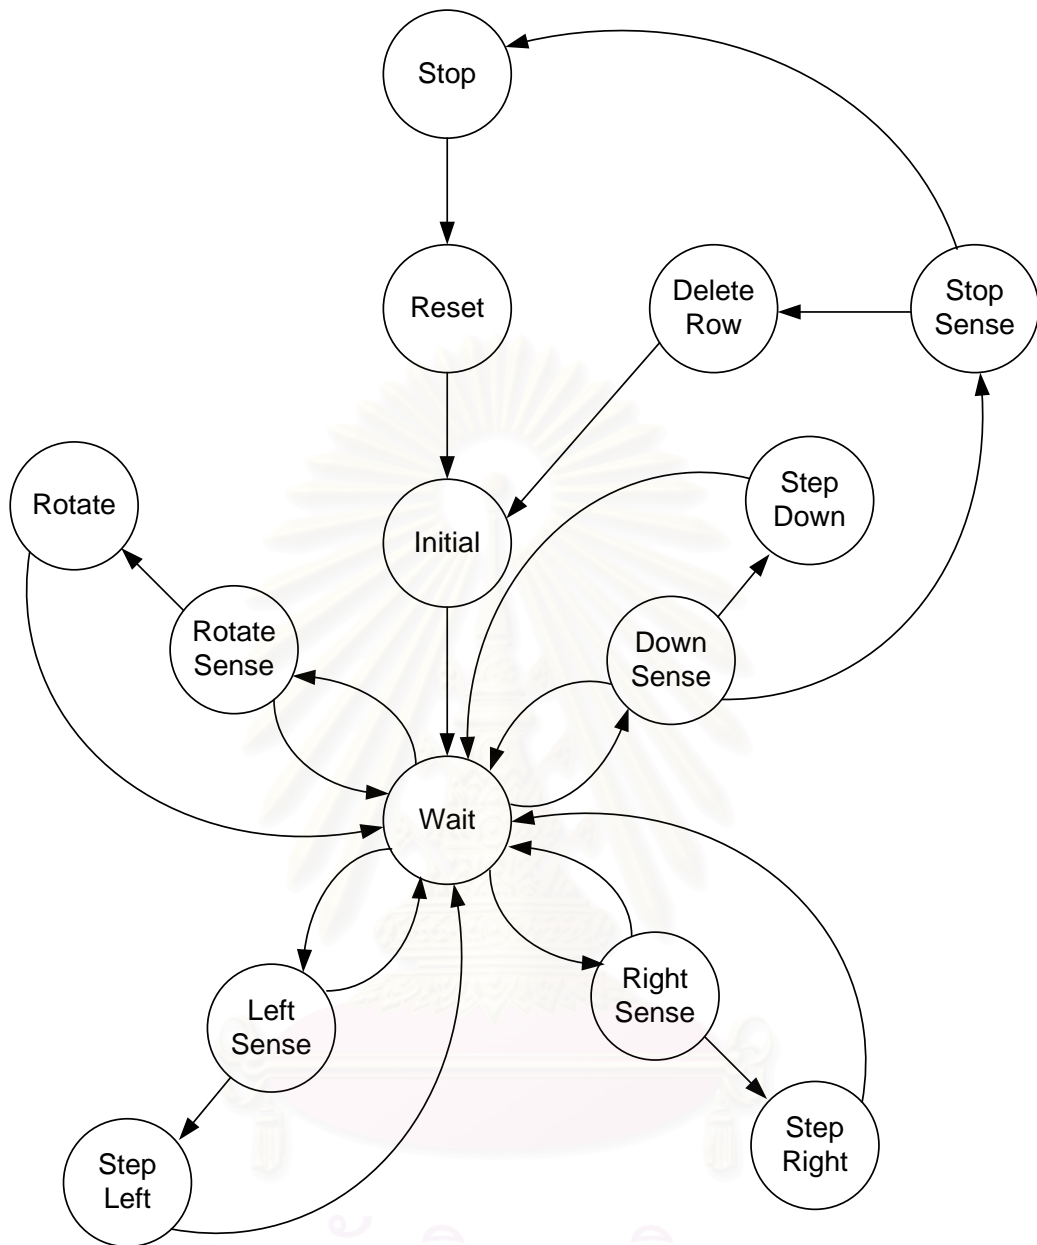 Stop
Reset
Delete
Row
Stop
Sense
Rotate
Initial
Step
Down
Rotate
Sense
Down
Sense
Wait
Left
Sense
Right
Sense
Step
Left
Step
Right